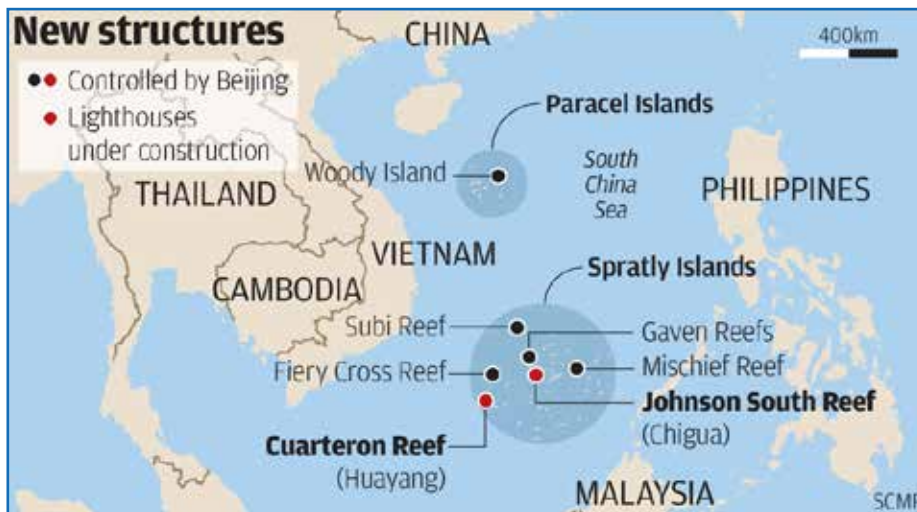 New structures
Controlled by Beijing
Lighthouses
under construction
CHINA
400km
Paracel Islands
Woody Island
South
China
Sea
THAILAND
PHILIPPINES
VIETNAM
CAMBODIA
Spratly Islands
Subi Reef
Gaven Reefs
Fiery Cross Reef
Mischief Reef
Johnson South Reef
(Chigua)
Cuarteron Reef
(Huayang)
MALAYSIA
SCMP